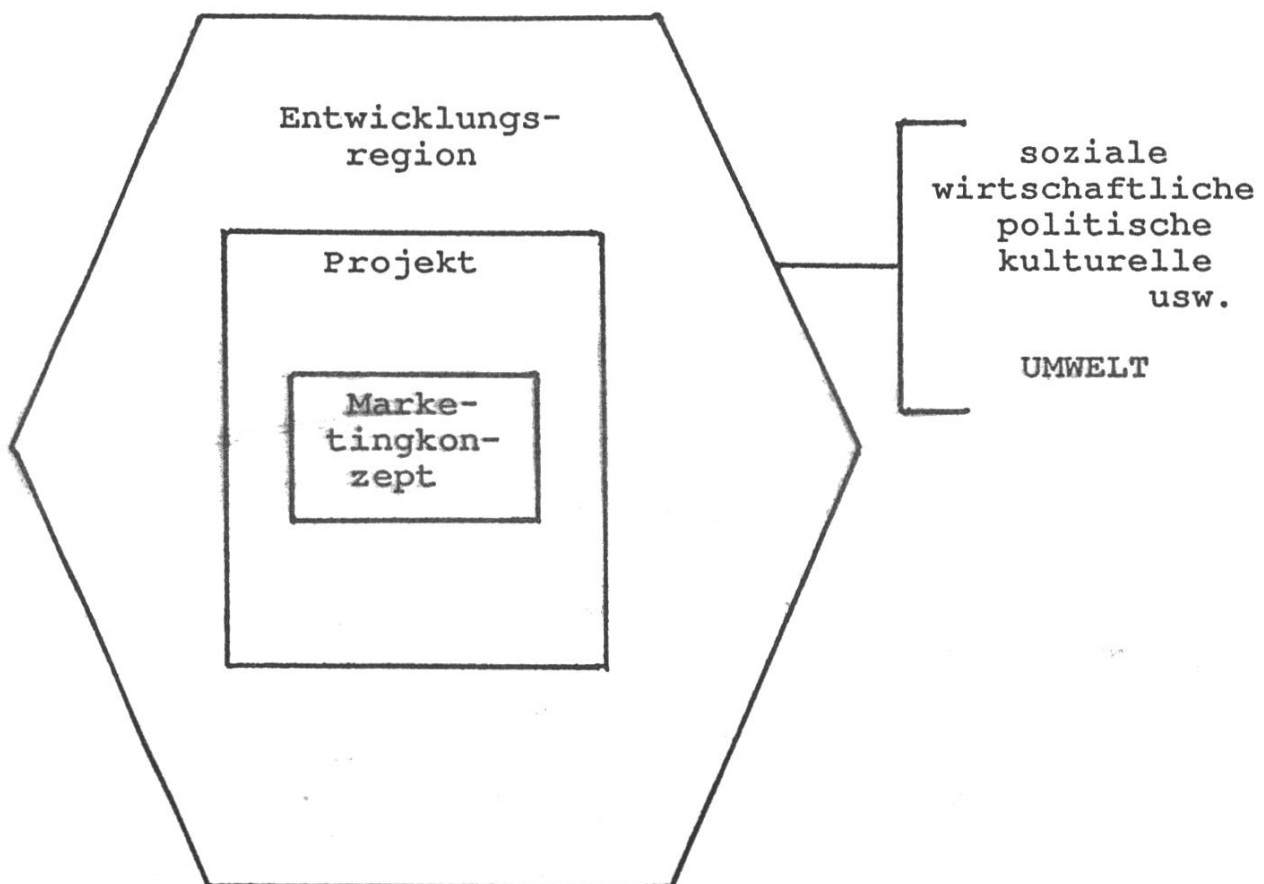 Entwicklungs-
region
Projekt
Marke-
tingkon-
zept
soziale
wirtschaftliche
politische
kulturelle
usw.
UMWELT